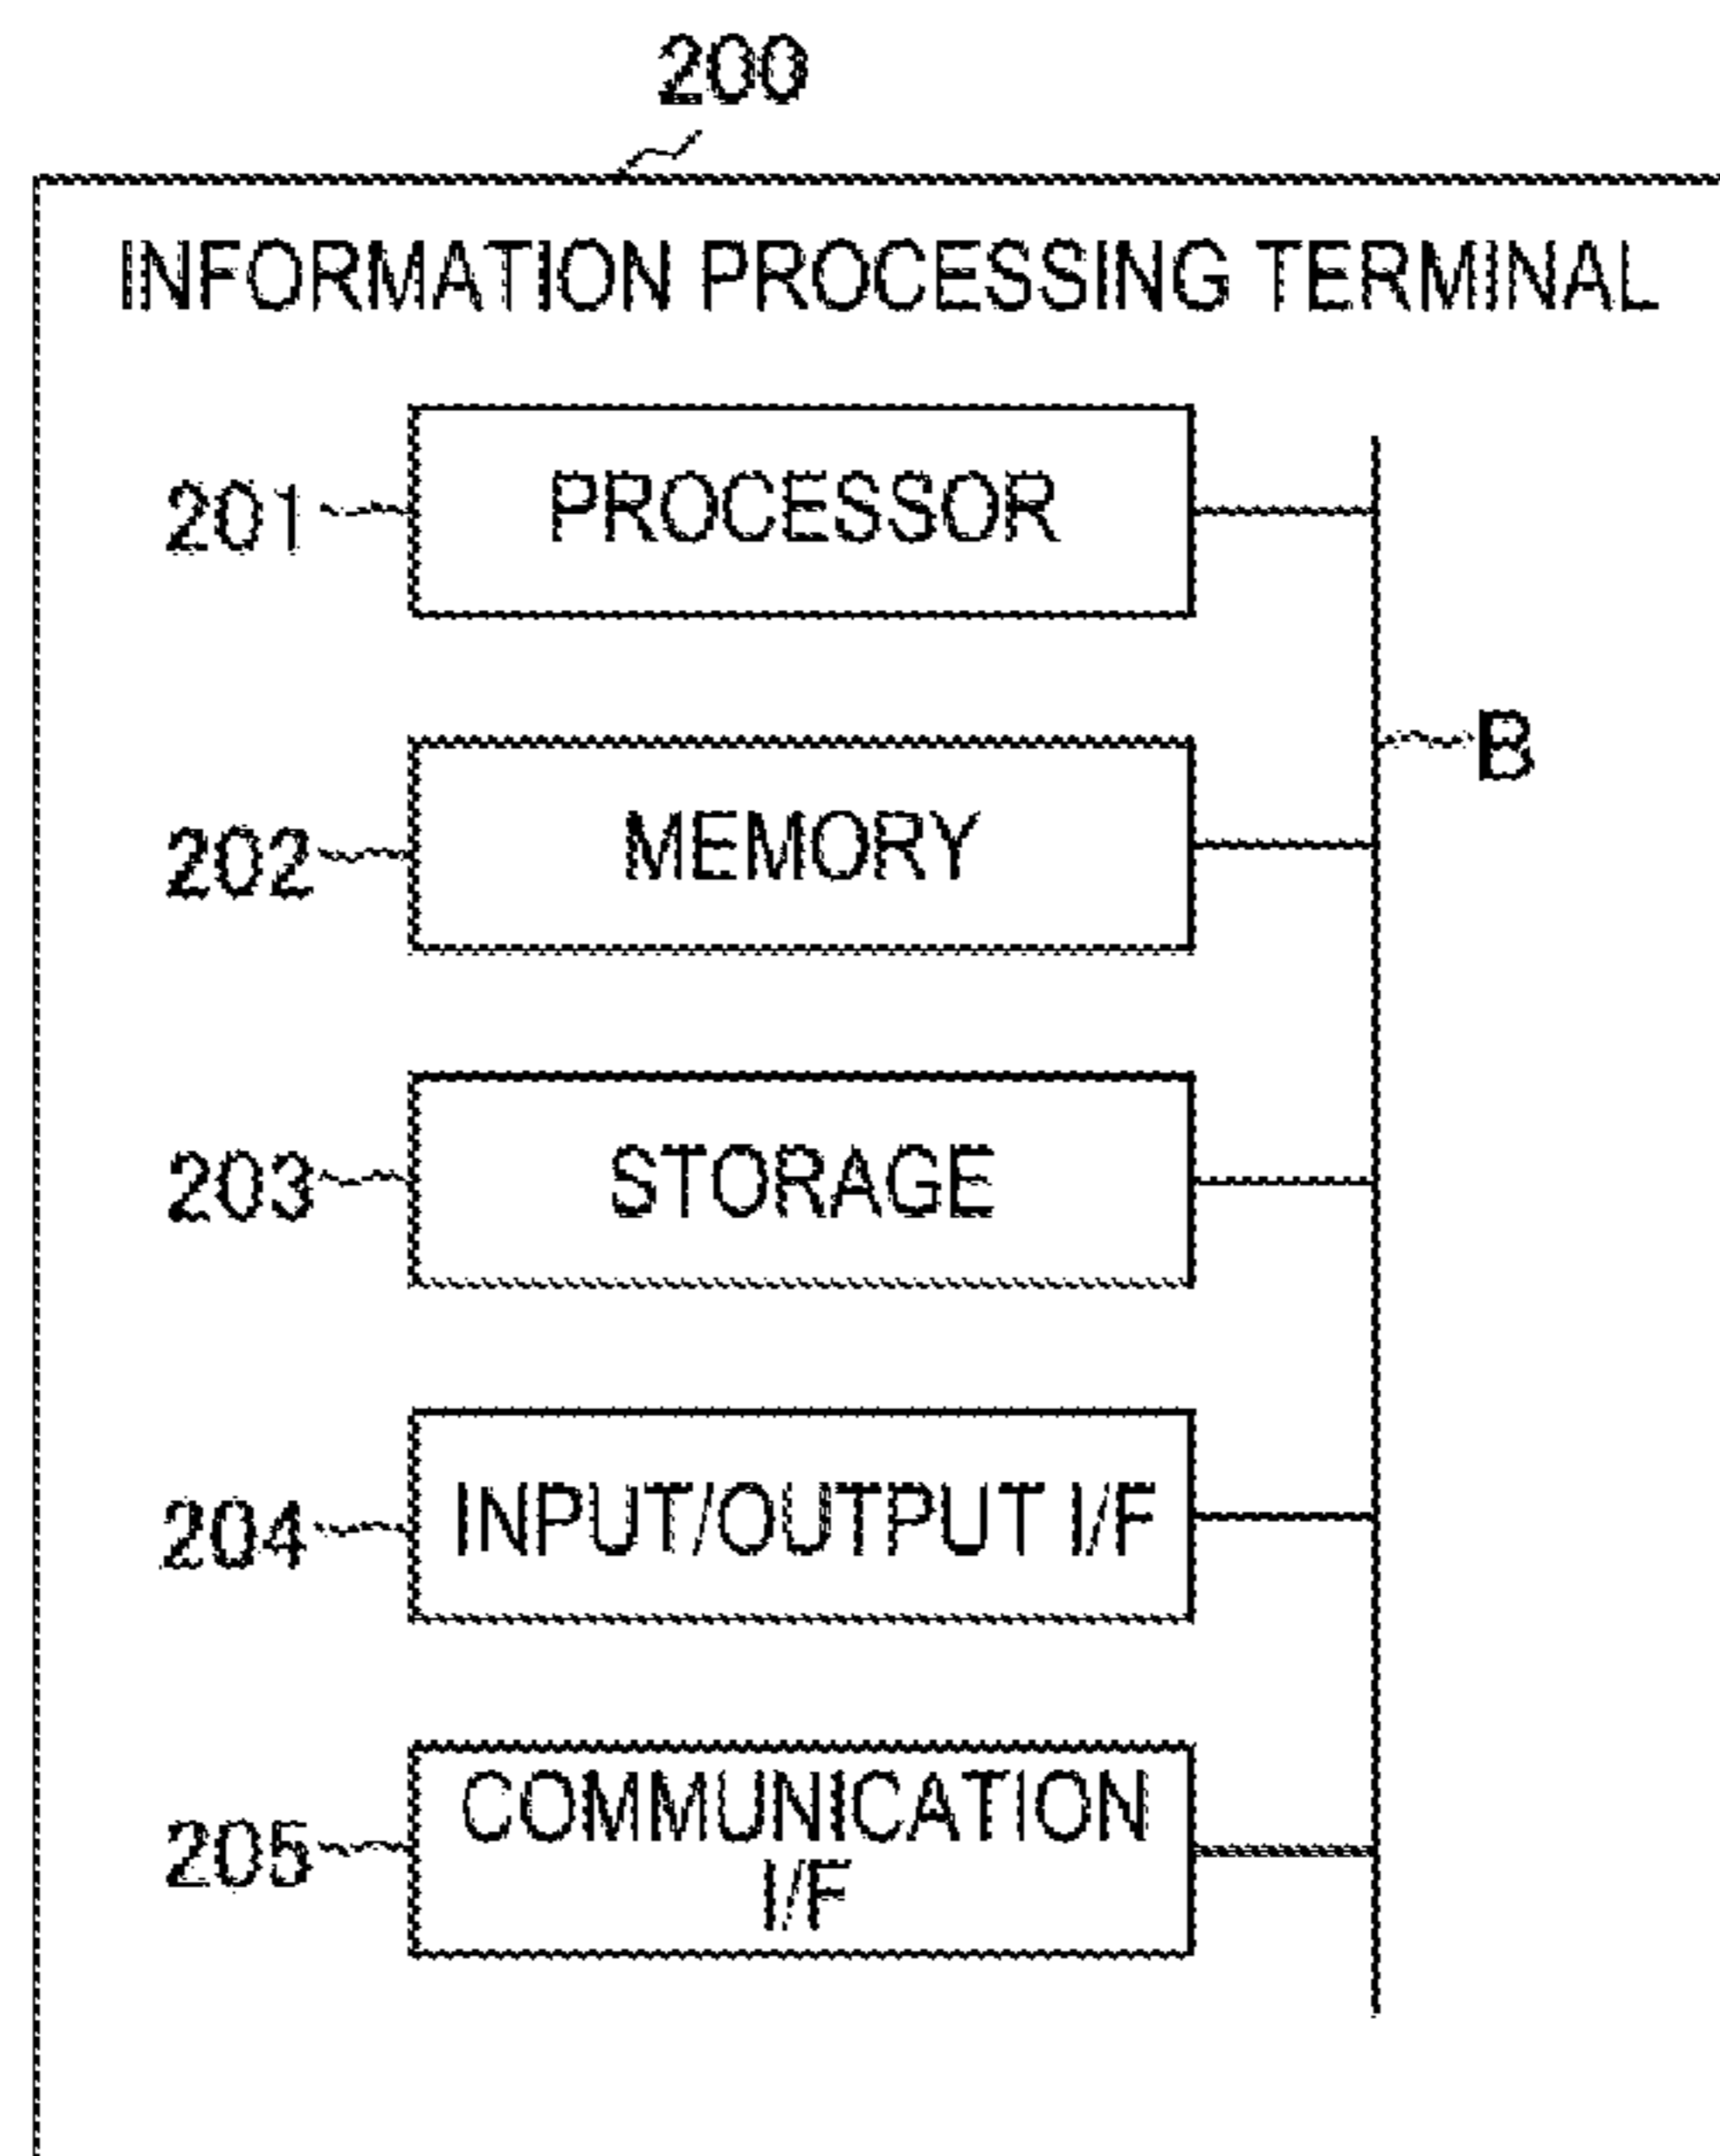 200
INFORMATION PROCESSING TERMINAL
201 PROCESSOR
B
202 MEMORY
203 STORAGE
204 INPUT/OUTPUT I/F
205 COMMUNICATION
I/F